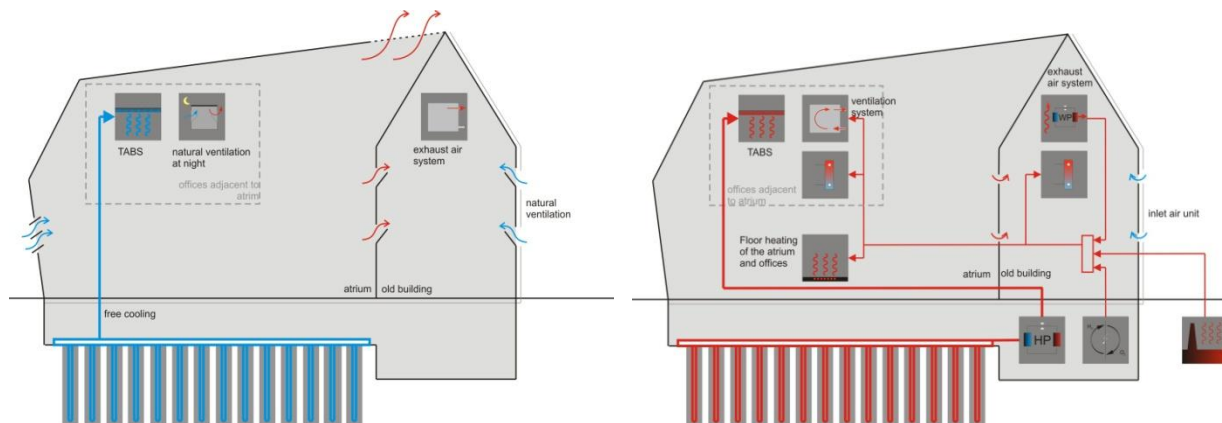 TABS
natural ventilation
at night
offices adjacent to
atrim
exhaust air
system
natural
ventilation
atrium
old building
free cooling
exhaust
air system
WP
ventilation
system
TABS
offices adjacent
to atrium
Floor heating
of the atrium
and offices
inlet air unit
atrium
old building
HP